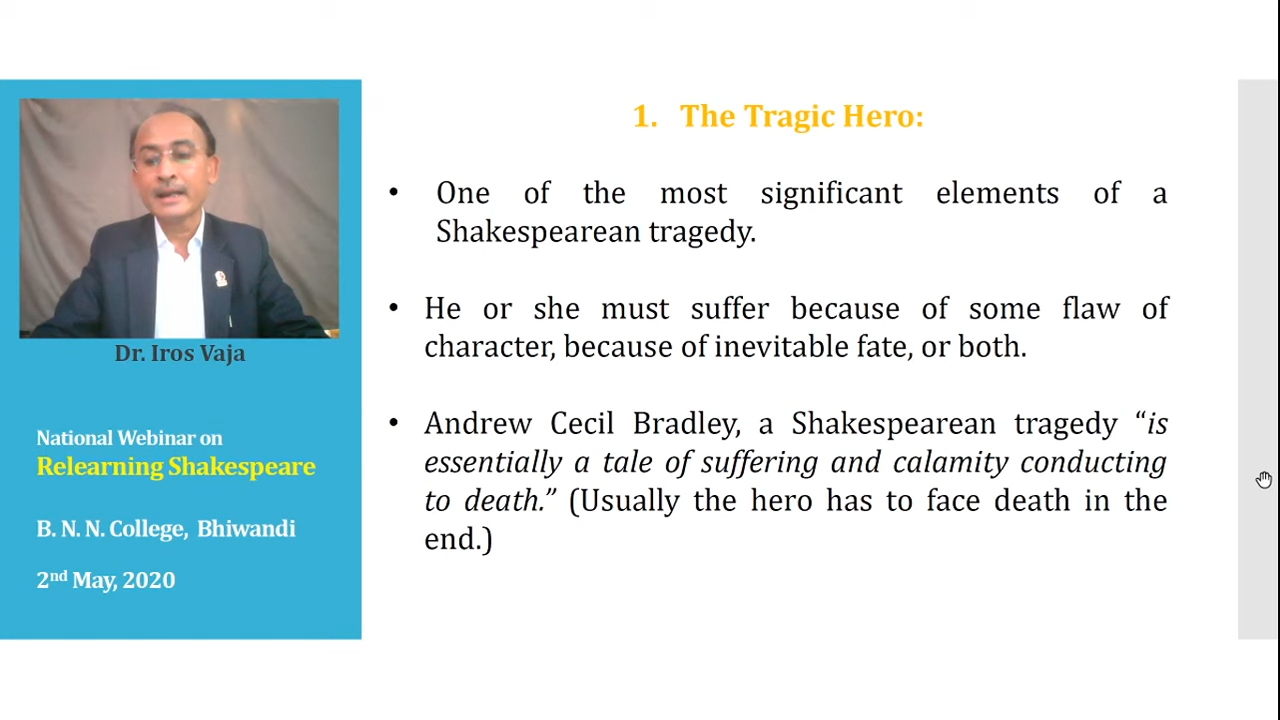 Dr. Iros Vaja
National Webinar on
Relearning Shakespeare
B. N. N. College, Bhiwandi
2nd May, 2020
1. The Tragic Hero:
• One of the most significant elements of a
Shakespearean tragedy.
• He or she must suffer because of some flaw of
character, because of inevitable fate, or both.
• Andrew Cecil Bradley, a Shakespearean tragedy “is
essentially a tale of suffering and calamity conducting
to death.” (Usually the hero has to face death in the
end.)